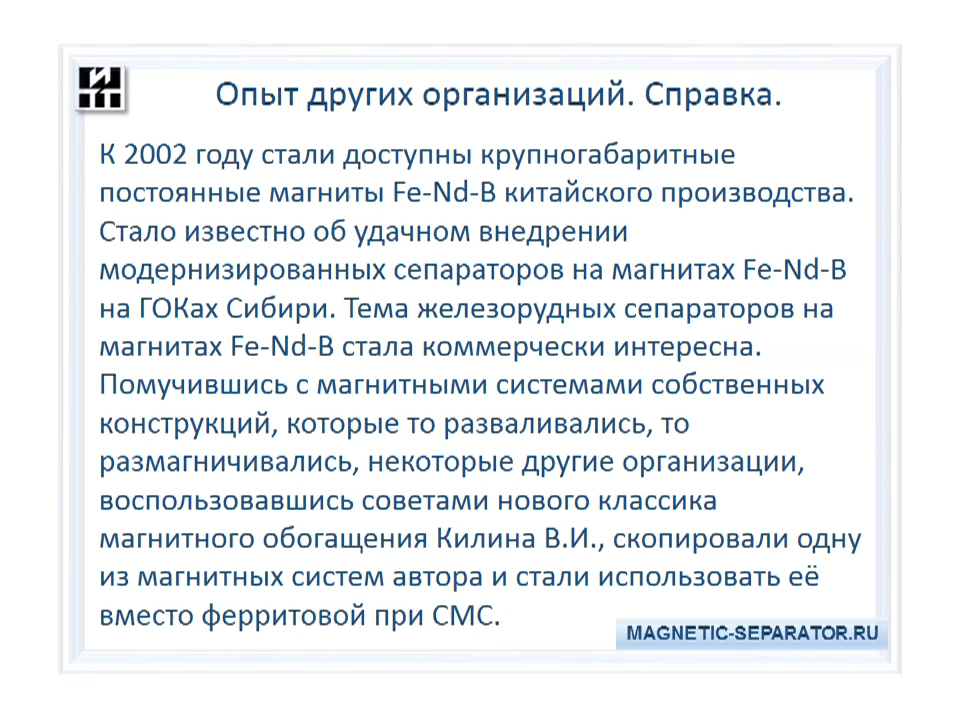 Опыт других организаций. Справка.
К 2002 году стали доступны крупногабаритные
постоянные магниты Fe-Nd-B китайского производства.
Стало известно об удачном внедрении
модернизированных сепараторов на магнитах Fe-Nd-B
на ГОКах Сибири. Тема железорудных сепараторов на
магнитах Fe-Nd-B стала коммерчески интересна.
Помучившись с магнитными системами собственных
конструкций, которые то разваливались, то
размагничивались, некоторые другие организации,
воспользовавшись советами нового классика
магнитного обогащения Килина В.И., скопировали одну
из магнитных систем автора и стали использовать её
вместо ферритовой при СМС.
MAGNETIC-SEPARATOR.RU